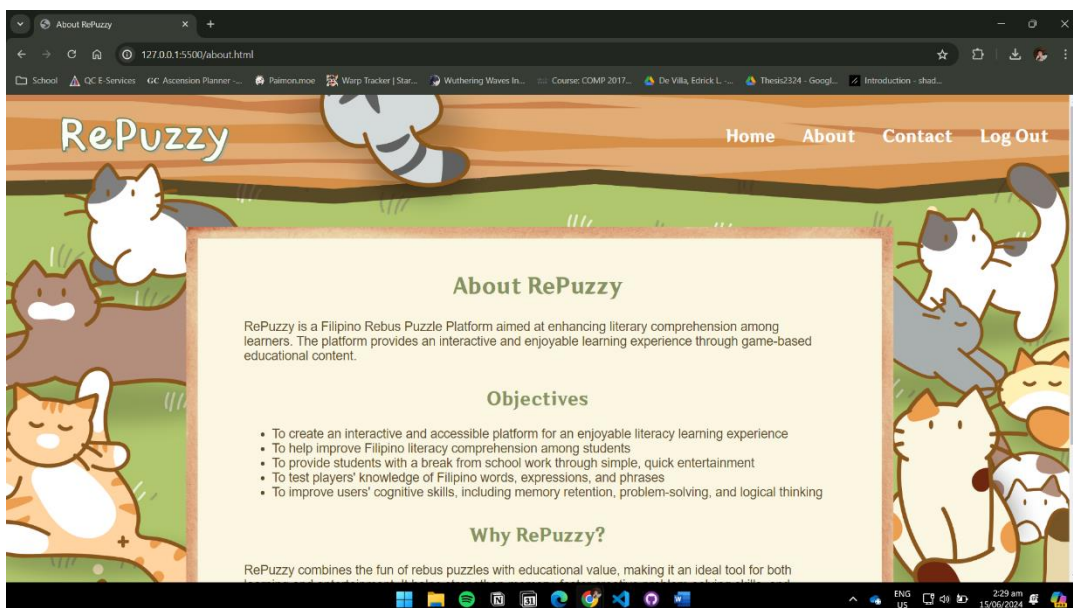 About RePuzzy
127.0.0.1:5500/about.html
School QC E-Services GC Ascension Planner -... Paimon.moe Warp Tracker | Star... Wuthering Waves In... Course: COMP 2017... De Villa, Edrick L. -... Thesis2324 - Googl... Introduction - shad...
RePuzzy Home About Contact Log Out
About RePuzzy
RePuzzy is a Filipino Rebus Puzzle Platform aimed at enhancing literary comprehension among
learners. The platform provides an interactive and enjoyable learning experience through game-based
educational content.
Objectives
• To create an interactive and accessible platform for an enjoyable literacy learning experience
• To help improve Filipino literacy comprehension among students
• To provide students with a break from school work through simple, quick entertainment
• To test players' knowledge of Filipino words, expressions, and phrases
• To improve users' cognitive skills, including memory retention, problem-solving, and logical thinking
Why RePuzzy?
RePuzzy combines the fun of rebus puzzles with educational value, making it an ideal tool for both
ENG
US
2:29 am
15/06/2024